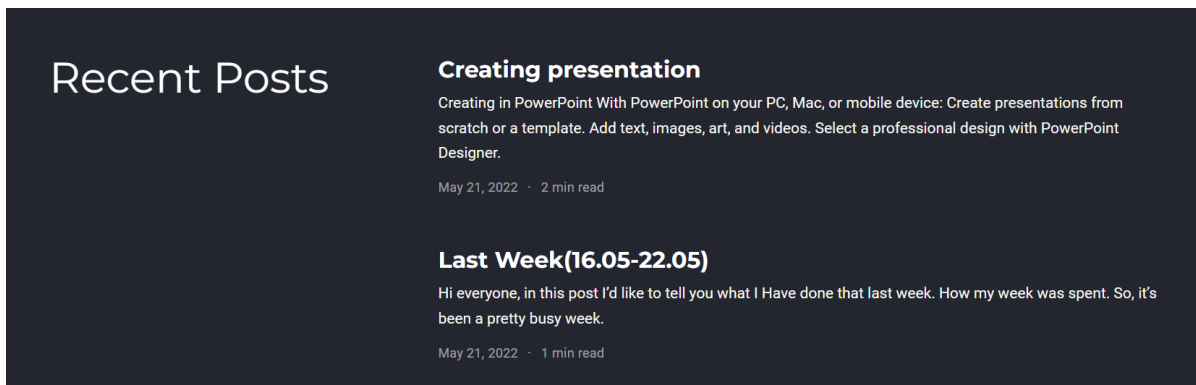 Recent Posts
Creating presentation
Creating in PowerPoint With PowerPoint on your PC, Mac, or mobile device: Create presentations from
scratch or a template. Add text, images, art, and videos. Select a professional design with PowerPoint
Designer.
May 21, 2022 · 2 min read
Last Week(16.05-22.05)
Hi everyone, in this post I’d like to tell you what I Have done that last week. How my week was spent. So, it’s
been a pretty busy week.
May 21, 2022 · 1 min read